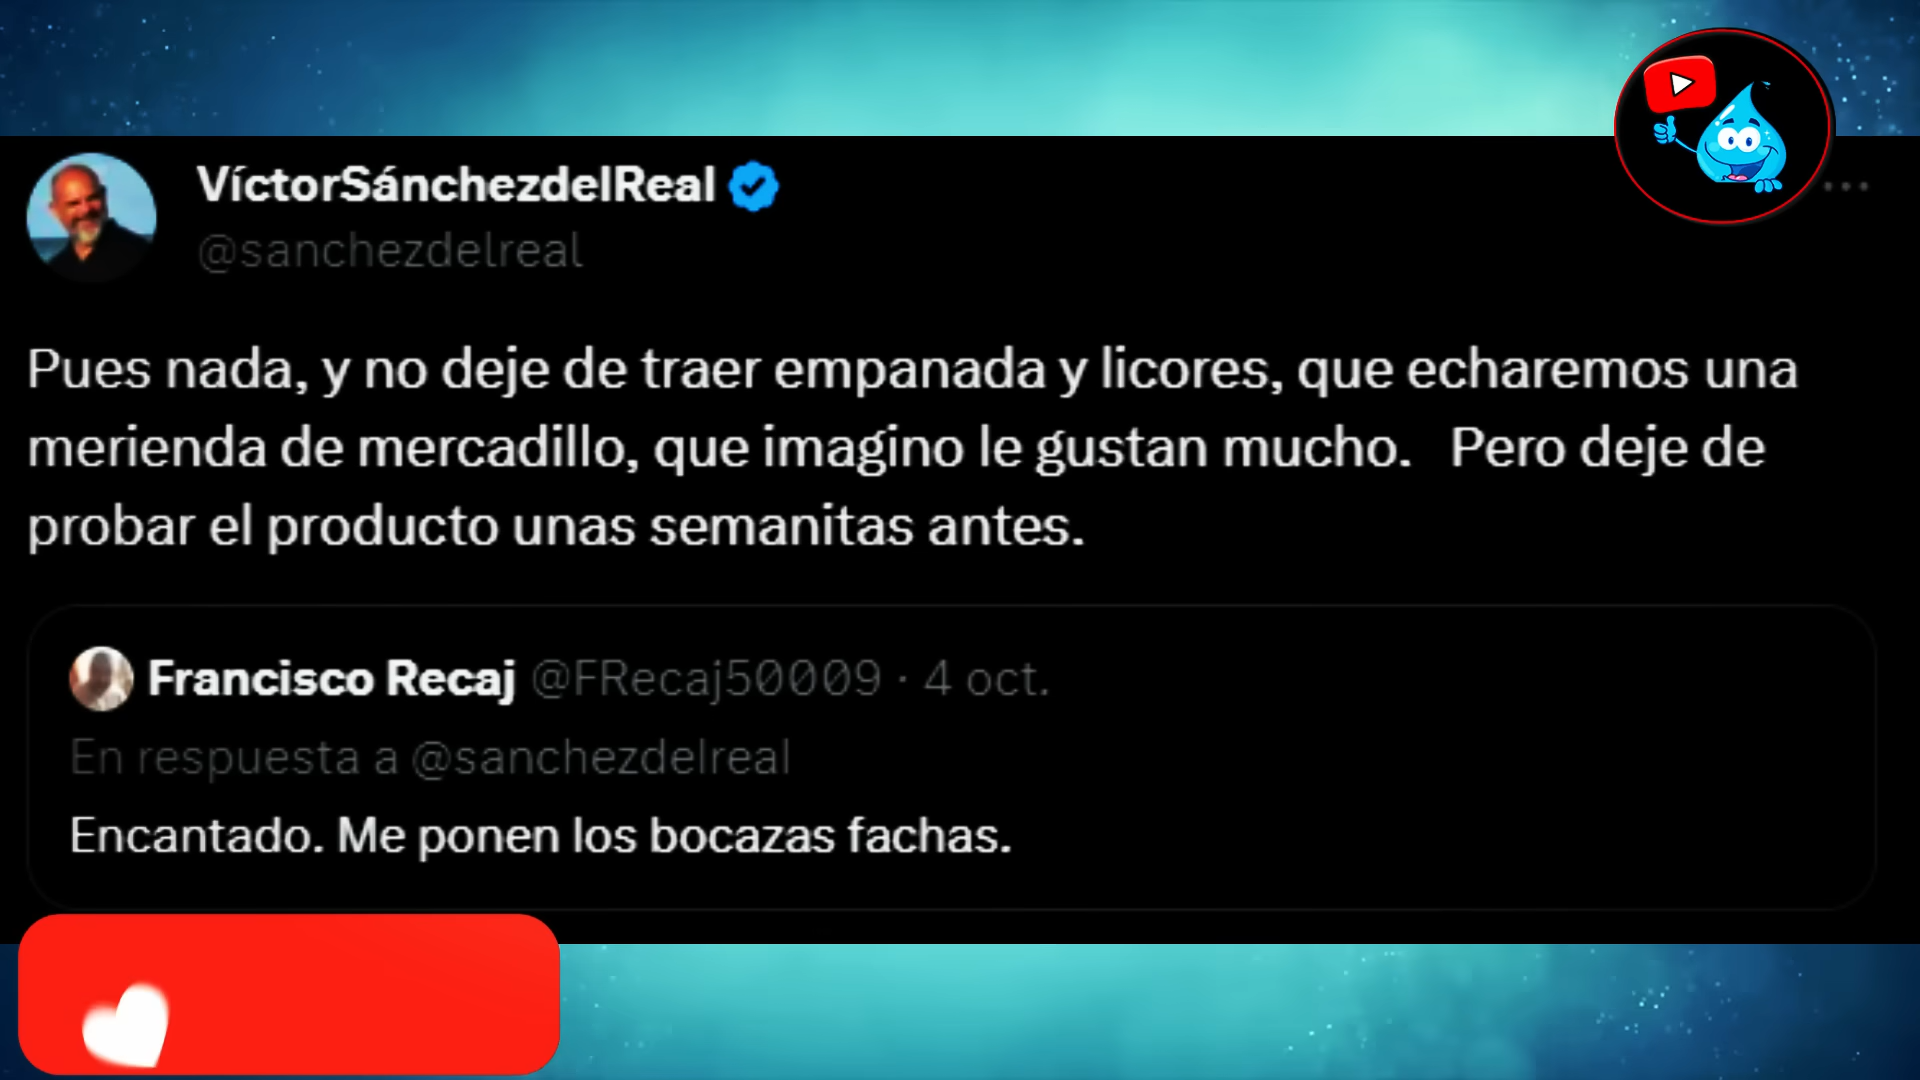 VíctorSánchezdelReal
@sanchezdelreal
Pues nada, y no deje de traer empanada y licores, que echaremos una
merienda de mercadillo, que imagino le gustan mucho.   Pero deje de
probar el producto unas semanitas antes.
Francisco Recaj @FRecaj50009 · 4 oct.
En respuesta a @sanchezdelreal
Encantado. Me ponen los bocazas fachas.